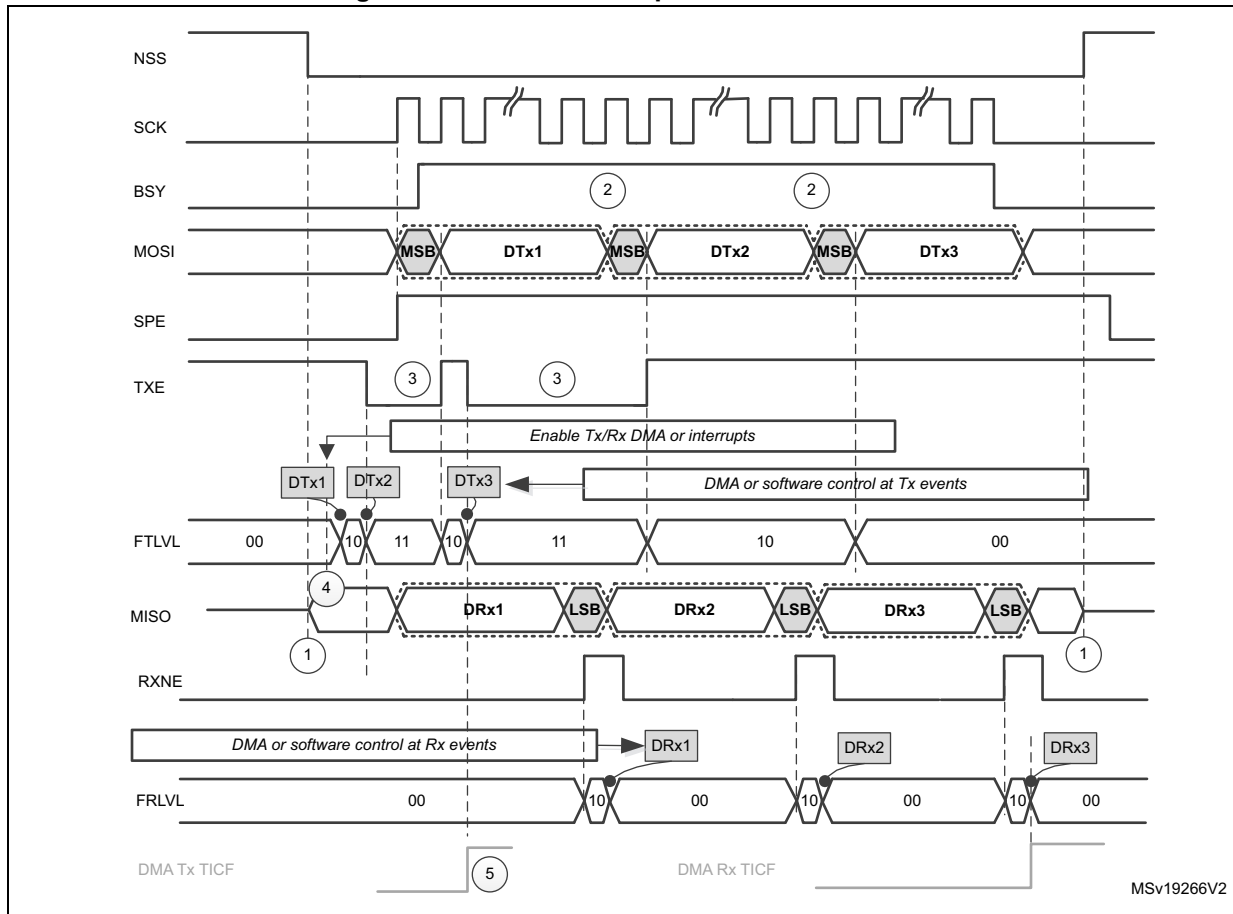 NSS
SCK
BSY
2 2
MOSI
MSB DTx1 MSB DTx2 MSB DTx3
SPE
TXE
3 3
Enable Tx/Rx DMA or interrupts
DTx1 DTx2 DTx3 DMA or software control at Tx events
FTLVL 00 10 11 10 11 10 00
4
MISO DRx1 LSB DRx2 LSB DRx3 LSB
1 1
RXNE
DMA or software control at Rx events DRx1 DRx2 DRx3
FRLVL 00 10 00 10 00 10 00
DMA Tx TICF 5 DMA Rx TICF
MSv19266V2